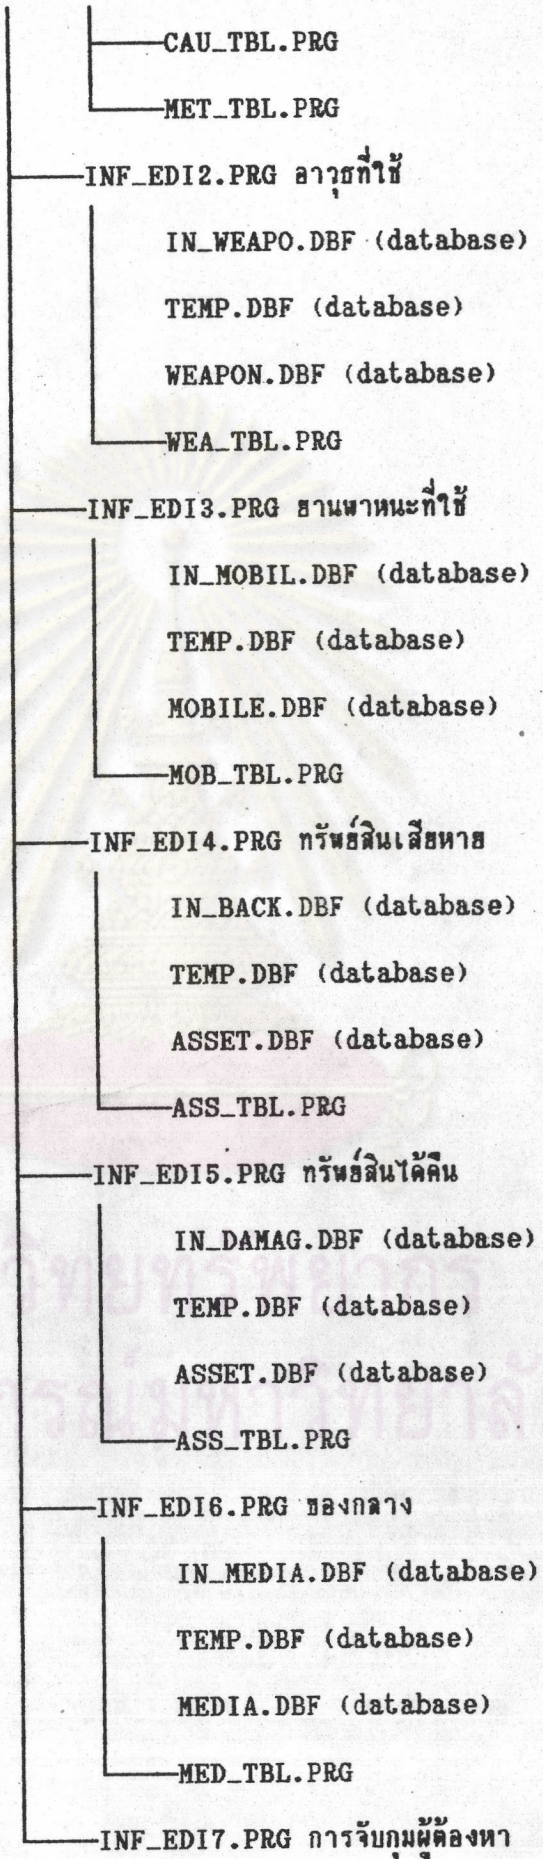 CAU_TBL.PRG
MET_TBL.PRG
INF_EDI2.PRG อาวุธที่ใช้
IN_WEAPO.DBF (database)
TEMP.DBF (database)
WEAPON.DBF (database)
WEA_TBL.PRG
INF_EDI3.PRG ยานพาหนะที่ใช้
IN_MOBIL.DBF (database)
TEMP.DBF (database)
MOBILE.DBF (database)
MOB_TBL.PRG
INF_EDI4.PRG ทรัพย์สินเสียหาย
IN_BACK.DBF (database)
TEMP.DBF (database)
ASSET.DBF (database)
ASS_TBL.PRG
INF_EDI5.PRG ทรัพย์สินได้คืน
IN_DAMAG.DBF (database)
TEMP.DBF (database)
ASSET.DBF (database)
ASS_TBL.PRG
INF_EDI6.PRG ของกลาง
IN_MEDIA.DBF (database)
TEMP.DBF (database)
MEDIA.DBF (database)
MED_TBL.PRG
INF_EDI7.PRG การจับกุมผู้ต้องหา